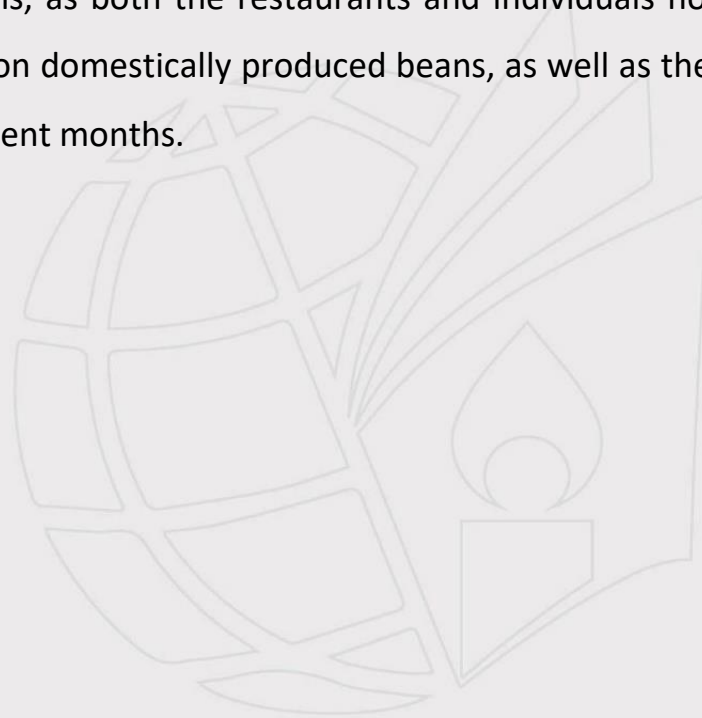 as both the restaurants and individuals
on domestically produced beans, as well as the
ent months.